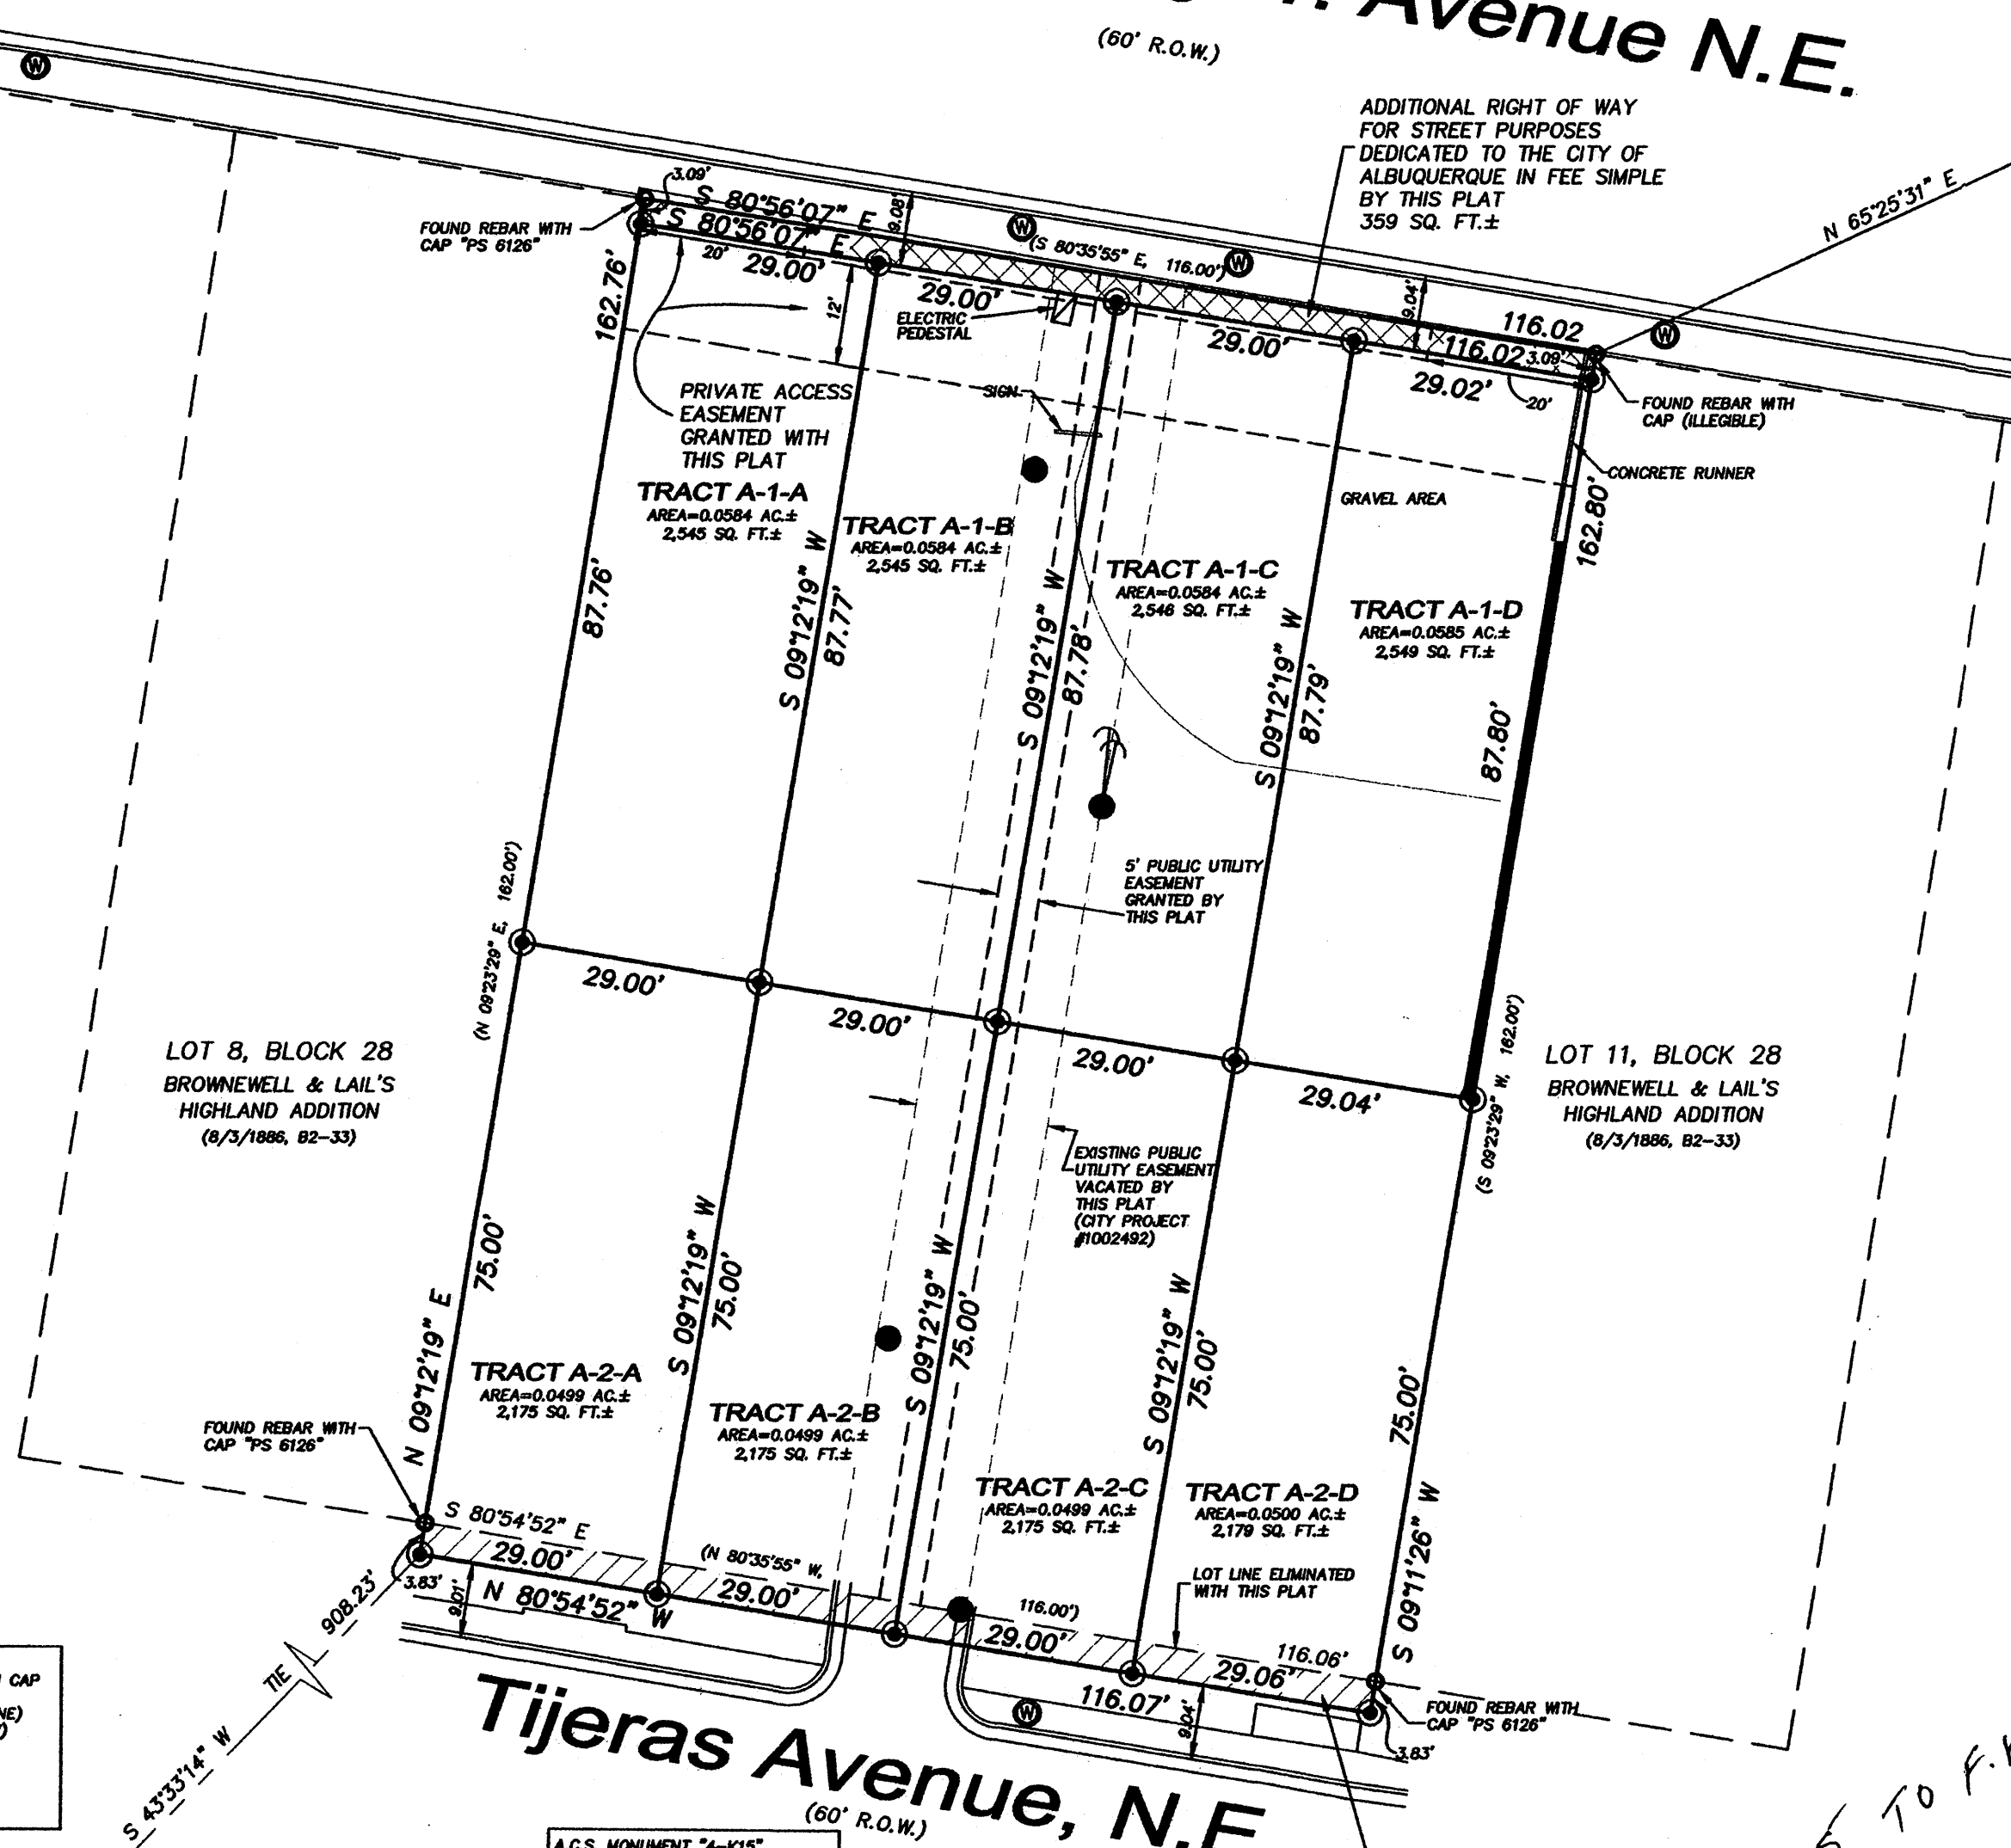 Avenue N.E.
(60' R.O.W.)
ADDITIONAL RIGHT OF WAY
FOR STREET PURPOSES
DEDICATED TO THE CITY OF
ALBUQUERQUE IN FEE SIMPLE
BY THIS PLAT
359 SQ. FT.±
N 65°25'31" E
W
W
W
W
3.09'
S 80°56'07" E
S 80°56'07" E
9.08'
(S 80°35'55" E, 116.00')
FOUND REBAR WITH
CAP "PS 6126"
20'
29.00'
29.00'
29.00'
29.02'
12'
ELECTRIC
PEDESTAL
9.04'
116.02
116.02
3.09'
20'
FOUND REBAR WITH
CAP (ILLEGIBLE)
CONCRETE RUNNER
162.76'
162.80'
PRIVATE ACCESS
EASEMENT
GRANTED WITH
THIS PLAT
SIGN
GRAVEL AREA
TRACT A-1-A
AREA=0.0584 AC.±
2,545 SQ. FT.±
TRACT A-1-B
AREA=0.0584 AC.±
2,545 SQ. FT.±
TRACT A-1-C
AREA=0.0584 AC.±
2,546 SQ. FT.±
TRACT A-1-D
AREA=0.0585 AC.±
2,549 SQ. FT.±
87.76'
S 09°12'19" W
87.77'
S 09°12'19" W
87.78'
S 09°12'19" W
87.79'
87.80'
5' PUBLIC UTILITY
EASEMENT
GRANTED BY
THIS PLAT
(N 09°23'29" E, 162.00')
29.00'
29.00'
29.00'
29.04'
(S 09°23'29" W, 162.00')
LOT 8, BLOCK 28
BROWNEWELL & LAIL'S
HIGHLAND ADDITION
(8/3/1886, B2-33)
LOT 11, BLOCK 28
BROWNEWELL & LAIL'S
HIGHLAND ADDITION
(8/3/1886, B2-33)
EXISTING PUBLIC
UTILITY EASEMENT
VACATED BY
THIS PLAT
(CITY PROJECT
#1002492)
N 09°12'19" E
75.00'
S 09°12'19" W
75.00'
S 09°12'19" W
75.00'
S 09°12'19" W
75.00'
75.00'
S 09°11'26" W
TRACT A-2-A
AREA=0.0499 AC.±
2,175 SQ. FT.±
TRACT A-2-B
AREA=0.0499 AC.±
2,175 SQ. FT.±
TRACT A-2-C
AREA=0.0499 AC.±
2,175 SQ. FT.±
TRACT A-2-D
AREA=0.0500 AC.±
2,179 SQ. FT.±
FOUND REBAR WITH
CAP "PS 6126"
S 80°54'52" E
29.00'
(N 80°35'55" W,
116.00')
29.00'
29.00'
LOT LINE ELIMINATED
WITH THIS PLAT
116.06'
29.06'
3.83'
9.01'
N 80°54'52" W
116.07'
9.04'
FOUND REBAR WITH
CAP "PS 6126"
3.83'
W
908.23'
TIE
S 43°33'14" W
CAP
Tijeras Avenue, N.E
(60' R.O.W.)
A.C.S. MONUMENT "4-K15"
TO F.